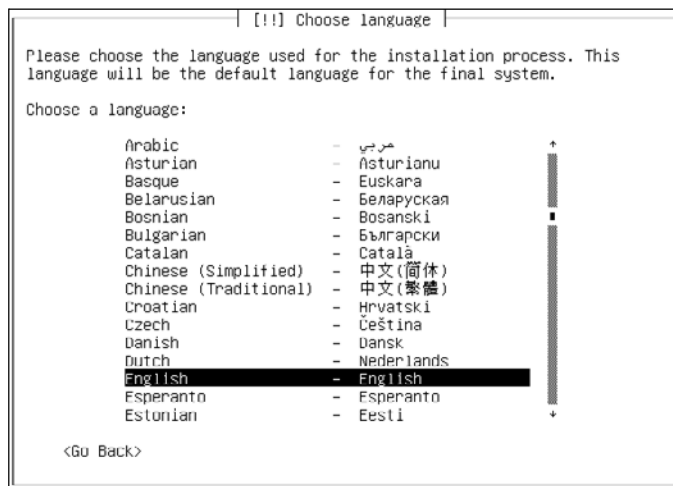 [!!] Choose language
Please choose the language used for the installation process. This
language will be the default language for the final system.
Choose a language:
Arabic - عربي
Asturian - Asturianu
Basque - Euskara
Belarusian - Беларуская
Bosnian - Bosanski
Bulgarian - Български
Catalan - Català
Chinese (Simplified) - 中文(简体)
Chinese (Traditional) - 中文(繁體)
Croatian - Hrvatski
Czech - Čeština
Danish - Dansk
Dutch - Nederlands
English - English
Esperanto - Esperanto
Estonian - Eesti
<Go Back>